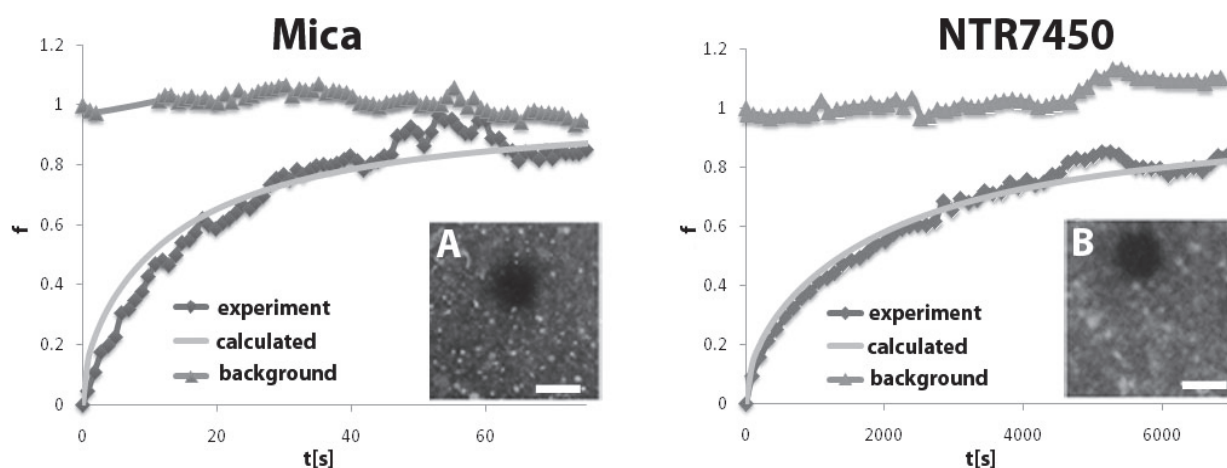 Mica
1.2
1
0.8
0.6
0.4
0.2
0
f
A
experiment
calculated
background
0 20 40 60
t[s]
NTR7450
1.2
1
0.8
0.6
0.4
0.2
0
f
B
experiment
calculated
background
0 2000 4000 6000
t[s]